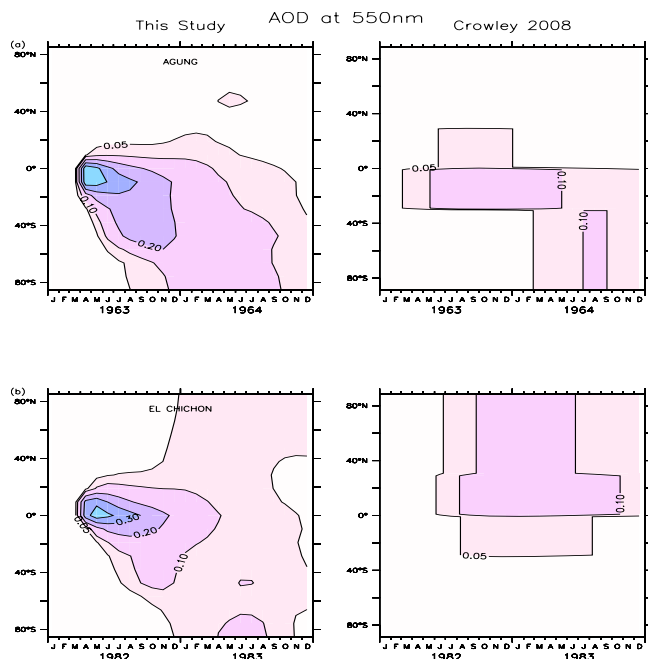 AOD at 550nm
This Study
Crowley 2008
(a)
AGUNG
80°N
40°N
0°
40°S
80°S
0.05
0.10
0.20
J F M A M J J A S O N D J F M A M J J A S O N D
1963
1964
80°N
40°N
0°
40°S
80°S
0.05
0.10
0.10
J F M A M J J A S O N D J F M A M J J A S O N D
1963
1964
(b)
EL CHICHON
80°N
40°N
0°
40°S
80°S
0.05
0.30
0.20
0.10
J F M A M J J A S O N D J F M A M J J A S O N D
1982
1983
80°N
40°N
0°
40°S
80°S
0.10
0.05
J F M A M J J A S O N D J F M A M J J A S O N D
1982
1983